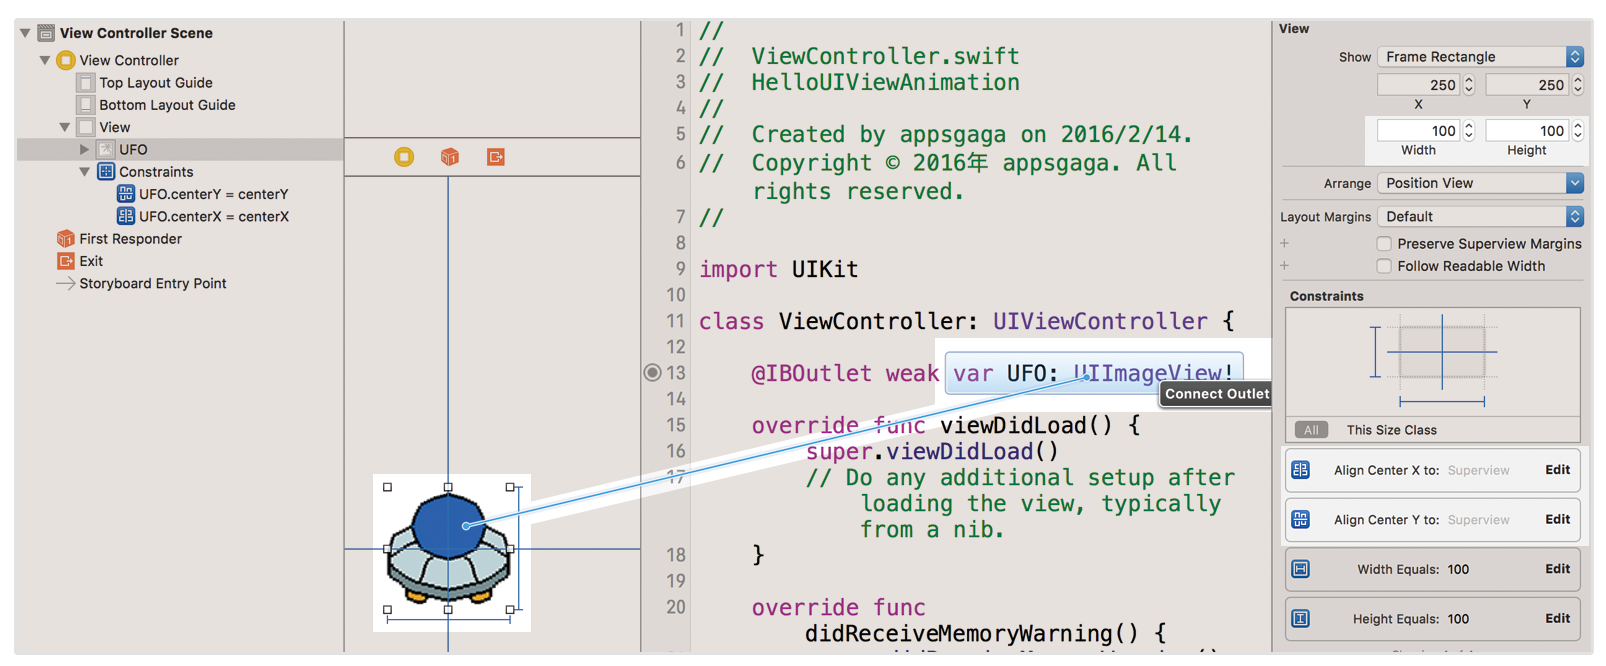 View Controller Scene
View Controller
Top Layout Guide
Bottom Layout Guide
View
UFO
Constraints
UFO.centerY = centerY
UFO.centerX = centerX
First Responder
Exit
Storyboard Entry Point
1 //
2 // ViewController.swift
3 // HelloUIViewAnimation
4 //
5 // Created by appsgaga on 2016/2/14.
6 // Copyright © 2016年 appsgaga. All
rights reserved.
7 //
8
9 import UIKit
10
11 class ViewController: UIViewController {
12
13 @IBOutlet weak var UFO: UIImageView!
Connect Outlet
14
15 override func viewDidLoad() {
16 super.viewDidLoad()
17 // Do any additional setup after
loading the view, typically
from a nib.
18 }
19
20 override func
didReceiveMemoryWarning() {
View
Show Frame Rectangle
250 250
X Y
100 100
Width Height
Arrange Position View
Layout Margins Default
+ Preserve Superview Margins
+ Follow Readable Width
Constraints
All This Size Class
Align Center X to: Superview Edit
Align Center Y to: Superview Edit
Width Equals: 100 Edit
Height Equals: 100 Edit